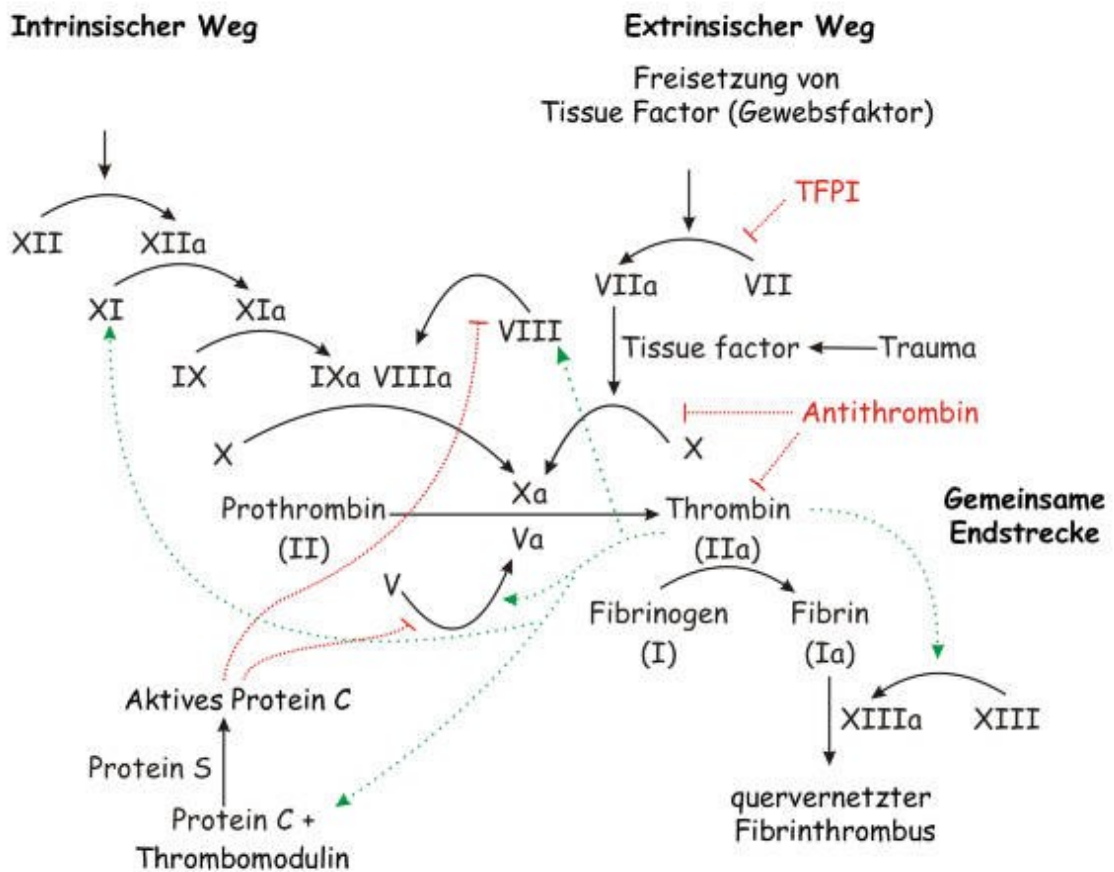 Intrinsischer Weg
Extrinsischer Weg
Freisetzung von
Tissue Factor (Gewebsfaktor)
TFPI
XII
XIIa
VIIa
VII
XI
XIa
VIII
Tissue factor
Trauma
IX
IXa
VIIIa
Antithrombin
X
X
Xa
Prothrombin
(II)
Thrombin
(IIa)
Gemeinsame
Endstrecke
Va
V
Fibrinogen
(I)
Fibrin
(Ia)
Aktives Protein C
XIIIa
XIII
Protein S
Protein C +
Thrombomodulin
quervernetzter
Fibrinthrombus